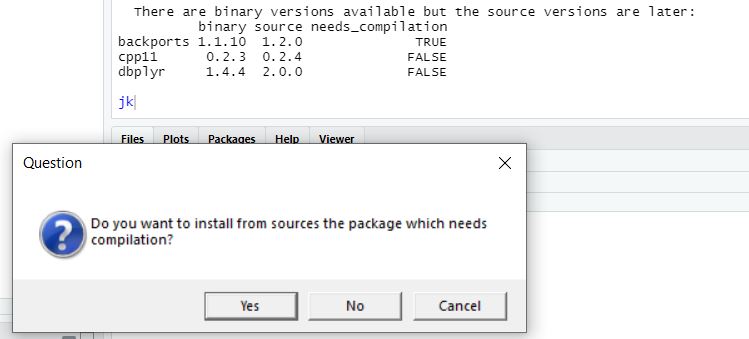 There are binary versions available but the source versions are later:
binary source needs_compilation
backports 1.1.10 1.2.0 TRUE
cpp11 0.2.3 0.2.4 FALSE
dbplyr 1.4.4 2.0.0 FALSE
jk
Files Plots Packages Help Viewer
Question
Do you want to install from sources the package which needs
compilation?
Yes No Cancel